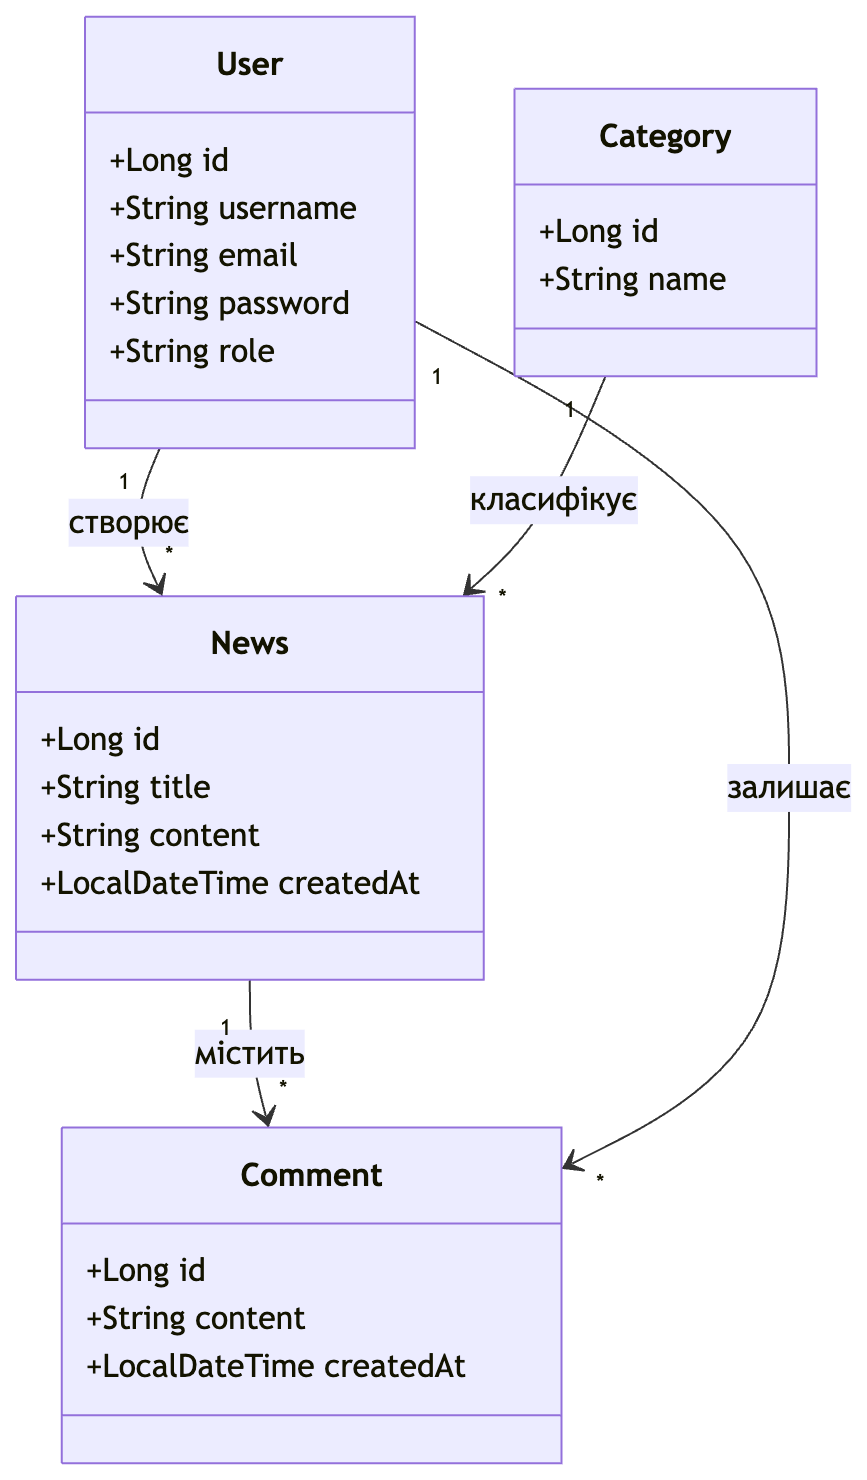 User
+Long id
+String username
+String email
+String password
+String role
Category
+Long id
+String name
1
1
1
створює
*
класифікує
*
News
+Long id
+String title
+String content
+LocalDateTime createdAt
залишає
1
містить
*
Comment
*
+Long id
+String content
+LocalDateTime createdAt